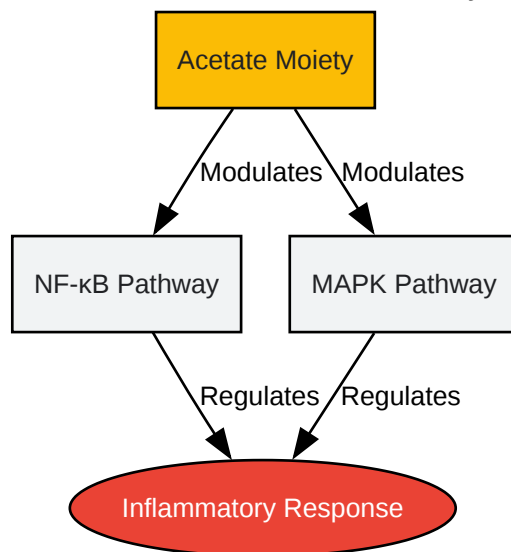 Acetate Moiety
Modulates Modulates
NF-κB Pathway MAPK Pathway
Regulates Regulates
Inflammatory Response